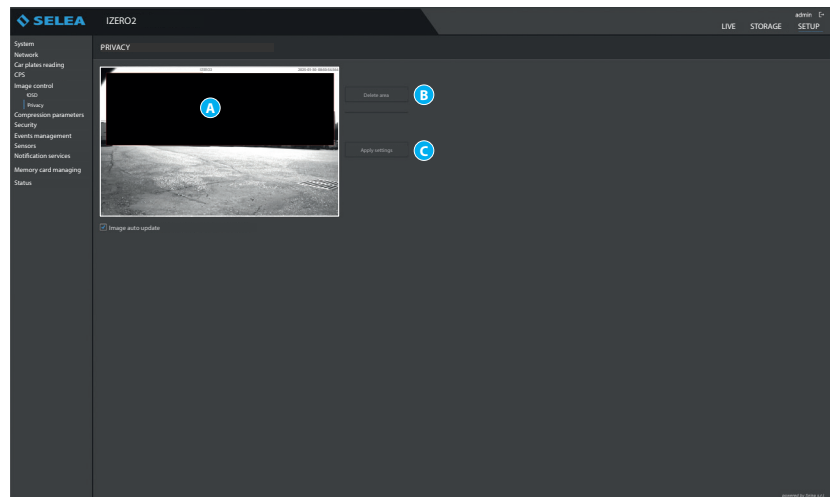 SELEA
IZERO2
admin
LIVE STORAGE SETUP
System
Network
Car plates reading
CPS
Image control
fOSD
Privacy
Compression parameters
Security
Events management
Sensors
Notification services
Memory card managing
Status
PRIVACY
IZERO2
A
Delete area
B
Apply settings
C
Image auto update
powered by Selea s.r.l